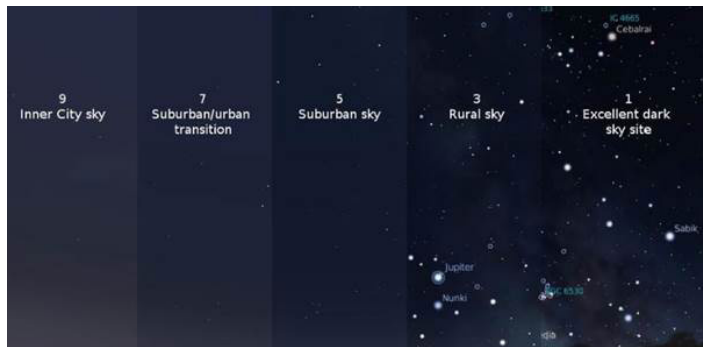 9
Inner City sky
7
Suburban/urban
transition
5
Suburban sky
3
Rural sky
1
Excellent dark
sky site
IC 4665
Cebalrai
Sabik
Jupiter
Nunki